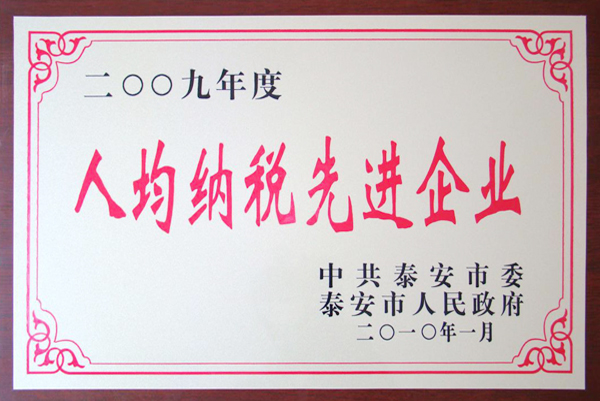 二〇〇九年度
人均纳税先进企业
中共泰安市委
泰安市人民政府
二〇一〇年一月